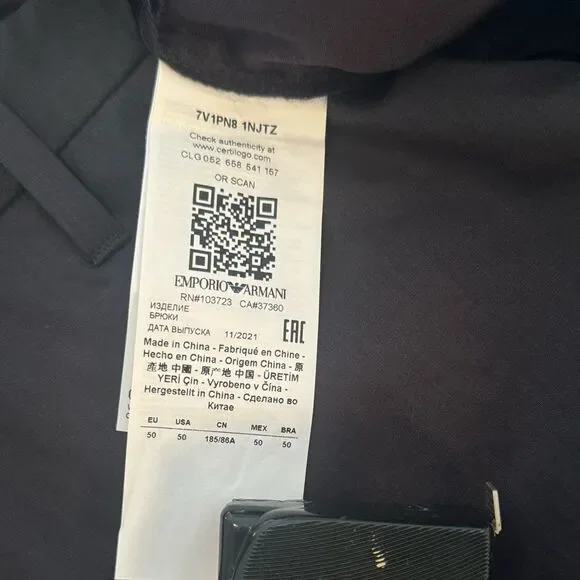 7V1PN8 1NJTZ
Check authenticity at
www.certilogo.com
CLG 052 658 541 157
OR SCAN
EMPORIO ARMANI
RN#103723 CA#37360
ИЗДЕЛИЕ
БРЮКИ
ДАТА ВЫПУСКА 11/2021
EAC
Made in China - Fabriqué en Chine -
Hecho en China - Origem China - 原
産地 中國 - 原产地 中国 - ÜRETİM
YERİ Çin - Vyrobeno v Čína -
Hergestellt in China - Сделано во
Китае
EU USA CN MEX BRA
50 50 185/86A 50 50